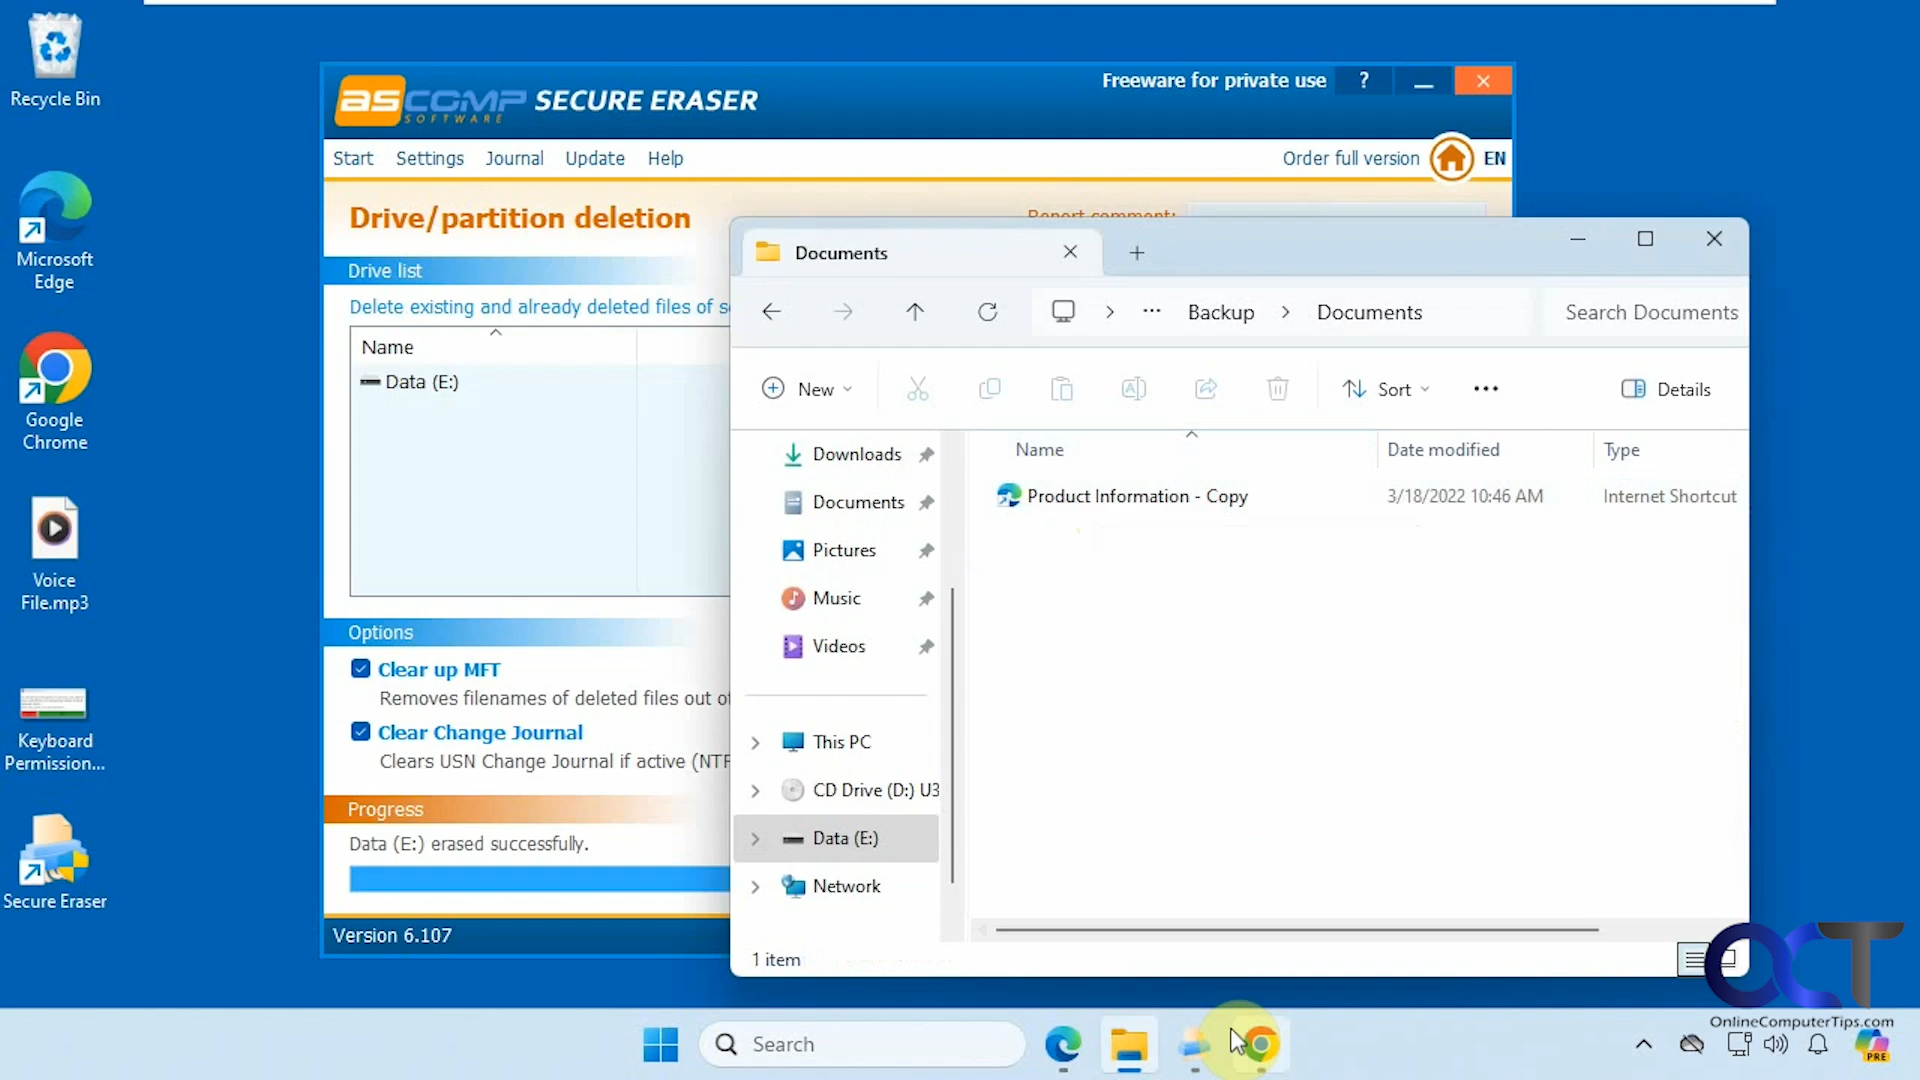 Recycle Bin
Microsoft
Edge
Google
Chrome
Voice
File.mp3
Keyboard
Permission...
Secure Eraser
ascomp
SOFTWARE
SECURE ERASER
Freeware for private use
?
Start Settings Journal Update Help
Order full version
EN
Drive/partition deletion
Report comment:
Drive list
Delete existing and already deleted files of s
Name
Data (E:)
Options
Clear up MFT
Removes filenames of deleted files out of
Clear Change Journal
Clears USN Change Journal if active (NTF
Progress
Data (E:) erased successfully.
Version 6.107
Documents
... Backup > Documents
Search Documents
New
Sort
...
Details
Downloads
Documents
Pictures
Music
Videos
This PC
CD Drive (D:) U3
Data (E:)
Network
Name Date modified Type
Product Information - Copy 3/18/2022 10:46 AM Internet Shortcut
1 item
Search
OCT
OnlineComputerTips.com
PRE